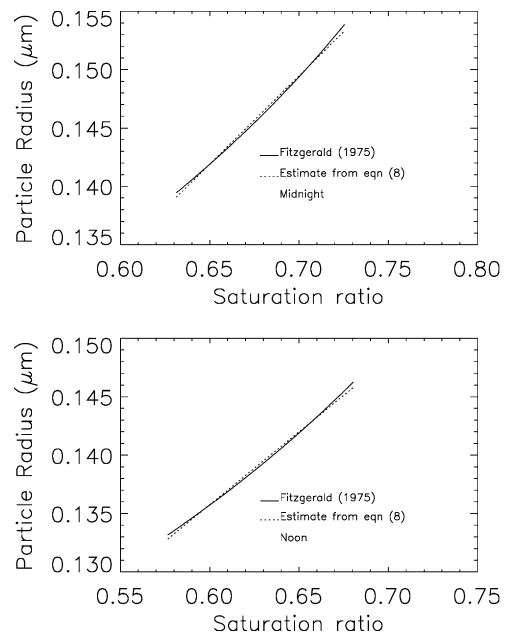 0.155
0.150
0.145
0.140
0.135
Particle Radius (μm)
Fitzgerald (1975)
Estimate from eqn (8)
Midnight
0.60 0.65 0.70 0.75 0.80
Saturation ratio
0.150
0.145
0.140
0.135
0.130
Particle Radius (μm)
Fitzgerald (1975)
Estimate from eqn (8)
Noon
0.55 0.60 0.65 0.70 0.75
Saturation ratio